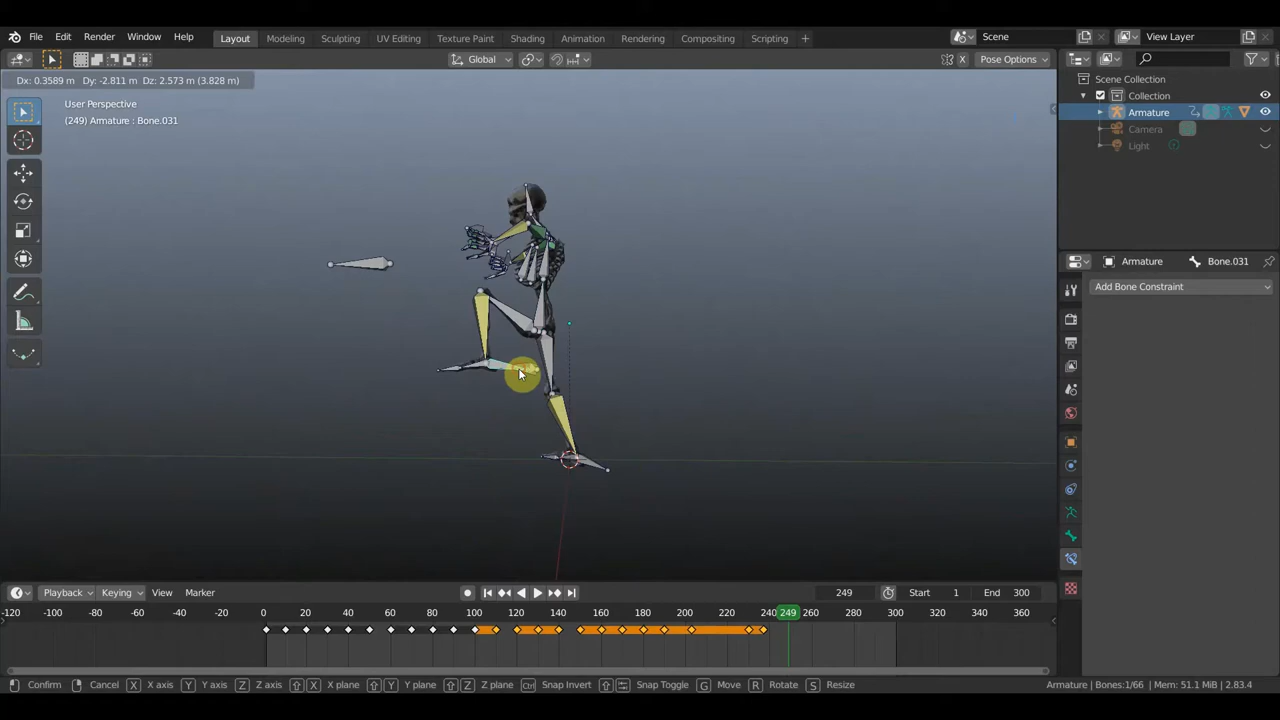 File Edit Render Window Help Layout Modeling Sculpting UV Editing Texture Paint Shading Animation Rendering Compositing Scripting + Scene View Layer
Global X Pose Options
Dx: 0.3589 m Dy: -2.811 m Dz: 2.573 m (3.828 m)
User Perspective
(249) Armature : Bone.031
Scene Collection
Collection
Armature
Camera
Light
Armature Bone.031
Add Bone Constraint
Playback Keying View Marker 249 Start 1 End 300
-120 -100 -80 -60 -40 -20 0 20 40 60 80 100 120 140 160 180 200 220 240 249 260 280 300 320 340 360
Confirm Cancel X X axis Y Y axis Z Z axis X X plane Y Y plane Z Z plane Ctrl Snap Invert Snap Toggle G Move R Rotate S Resize Armature | Bones:1/66 | Mem: 51.1 MiB | 2.83.4